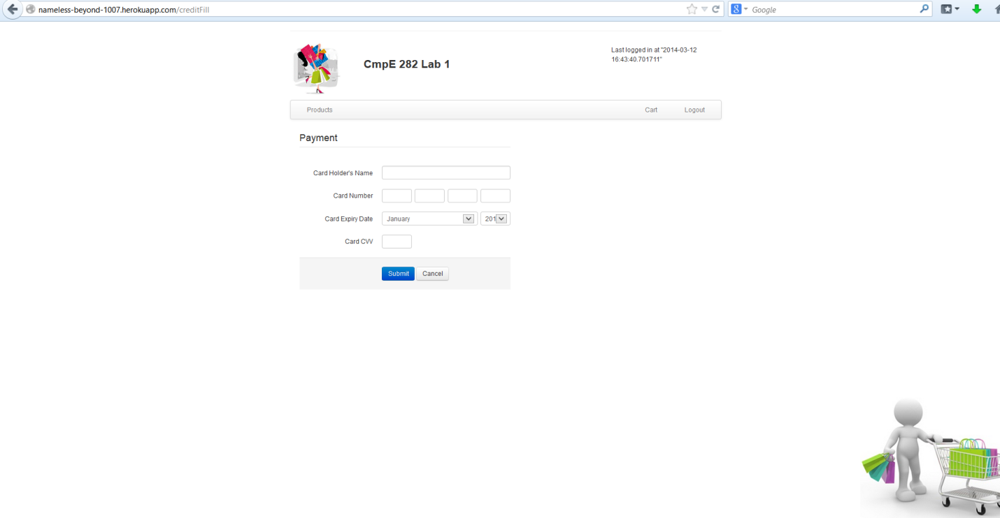 nameless-beyond-1007.herokuapp.com/creditFill
8 Google
CmpE 282 Lab 1
Last logged in at "2014-03-12
16:43:40.701711"
Products Cart Logout
Payment
Card Holder's Name
Card Number
Card Expiry Date January 201
Card CVV
Submit Cancel